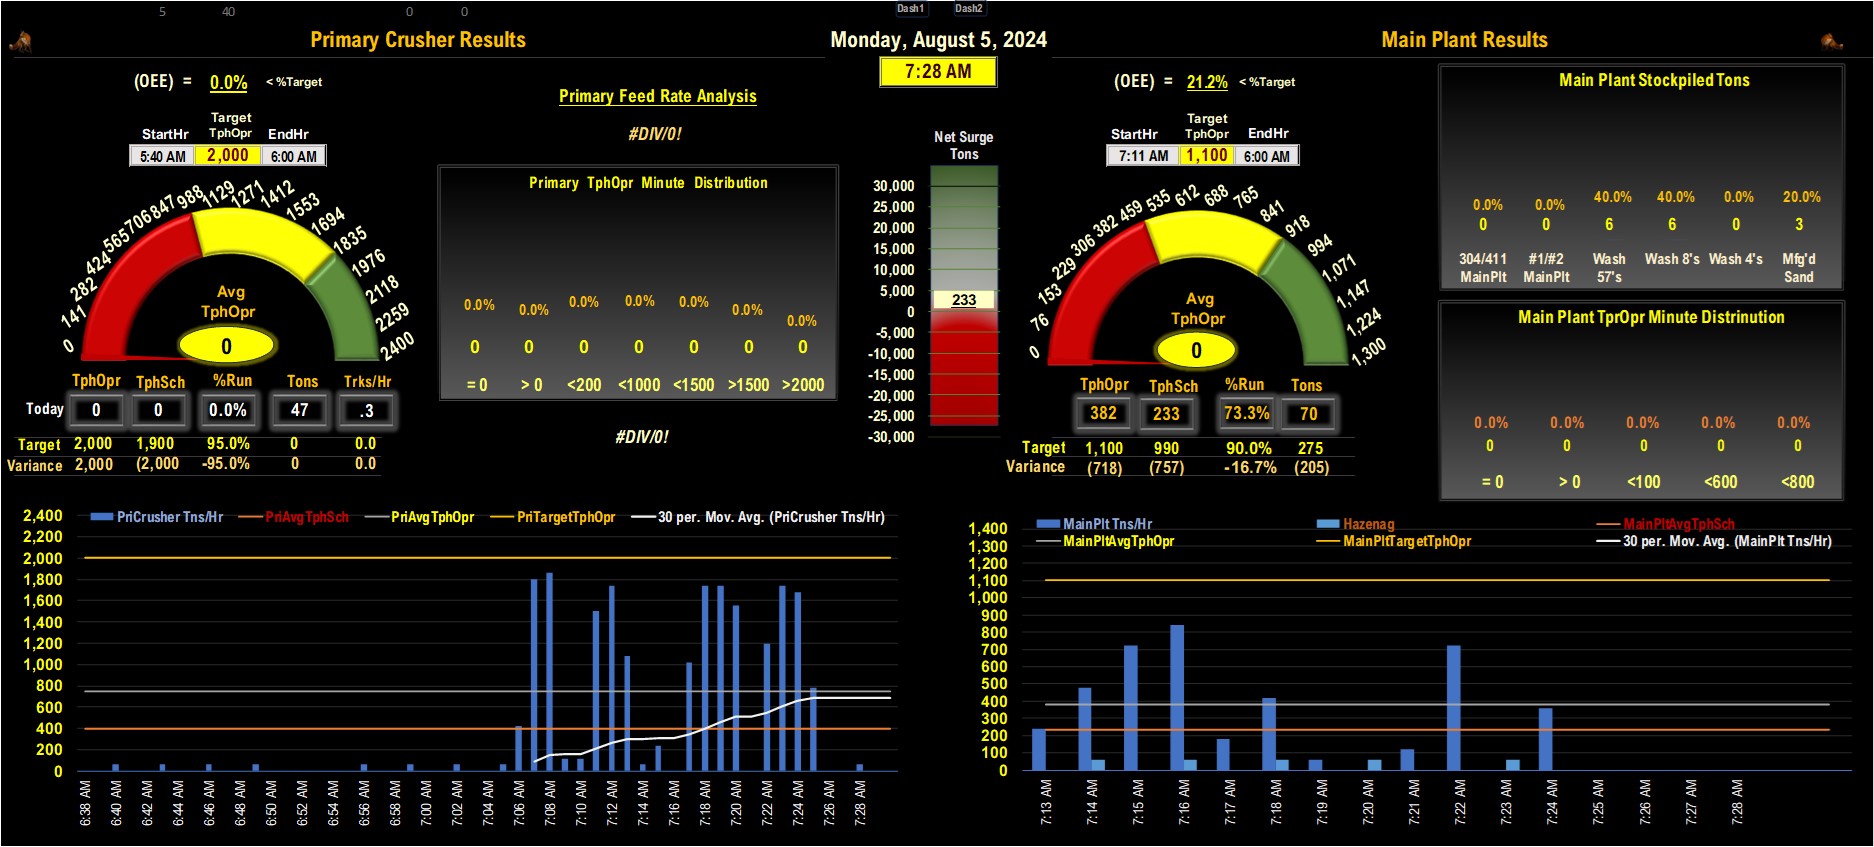 5 40 0 0
Dash1 Dash2
Primary Crusher Results
Monday, August 5, 2024
Main Plant Results
7:28 AM
(OEE) = 0.0% < %Target
Target
StartHr TphOpr EndHr
5:40 AM 2,000 6:00 AM
0 141 282 424 565 706 847 988 1129 1271 1412 1553 1694 1835 1976 2118 2259 2400
Avg
TphOpr
0
TphOpr TphSch %Run Tons Trks/Hr
Today 0 0 0.0% 47 .3
Target 2,000 1,900 95.0% 0 0.0
Variance 2,000 (2,000 -95.0% 0 0.0
Primary Feed Rate Analysis
#DIV/0!
Primary TphOpr Minute Distribution
0.0% 0.0% 0.0% 0.0% 0.0% 0.0% 0.0%
0 0 0 0 0 0 0
= 0 > 0 <200 <1000 <1500 >1500 >2000
#DIV/0!
Net Surge
Tons
30,000
25,000
20,000
15,000
10,000
5,000
233
0
-5,000
-10,000
-15,000
-20,000
-25,000
-30,000
(OEE) = 21.2% < %Target
Target
StartHr TphOpr EndHr
7:11 AM 1,100 6:00 AM
0 76 153 229 306 382 459 535 612 688 765 841 918 994 1,071 1,147 1,224 1,300
Avg
TphOpr
0
TphOpr TphSch %Run Tons
382 233 73.3% 70
Target 1,100 990 90.0% 275
Variance (718) (757) -16.7% (205)
Main Plant Stockpiled Tons
0.0% 0.0% 40.0% 40.0% 0.0% 20.0%
0 0 6 6 0 3
304/411 #1/#2 Wash Wash 8's Wash 4's Mfg'd
MainPlt MainPlt 57's Sand
Main Plant TprOpr Minute Distrinution
0.0% 0.0% 0.0% 0.0% 0.0%
0 0 0 0 0
= 0 > 0 <100 <600 <800
PriCrusher Tns/Hr PriAvgTphSch PriAvgTphOpr PriTargetTphOpr 30 per. Mov. Avg. (PriCrusher Tns/Hr)
2,400
2,200
2,000
1,800
1,600
1,400
1,200
1,000
800
600
400
200
0
6:38 AM 6:40 AM 6:42 AM 6:44 AM 6:46 AM 6:48 AM 6:50 AM 6:52 AM 6:54 AM 6:56 AM 6:58 AM 7:00 AM 7:02 AM 7:04 AM 7:06 AM 7:08 AM 7:10 AM 7:12 AM 7:14 AM 7:16 AM 7:18 AM 7:20 AM 7:22 AM 7:24 AM 7:26 AM 7:28 AM
MainPlt Tns/Hr Hazenag MainPltAvgTphSch
MainPltAvgTphOpr MainPltTargetTphOpr 30 per. Mov. Avg. (MainPlt Tns/Hr)
1,400
1,300
1,200
1,100
1,000
900
800
700
600
500
400
300
200
100
0
7:13 AM 7:14 AM 7:15 AM 7:16 AM 7:17 AM 7:18 AM 7:19 AM 7:20 AM 7:21 AM 7:22 AM 7:24 AM 7:25 AM 7:26 AM 7:27 AM 7:28 AM